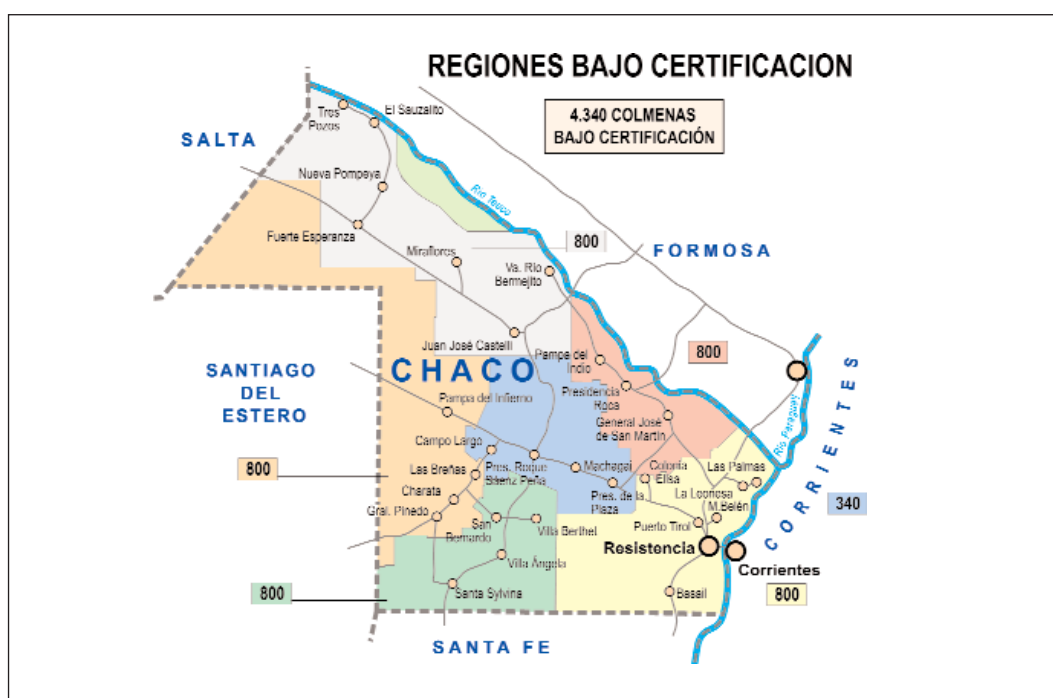 REGIONES BAJO CERTIFICACION
4.340 COLMENAS
BAJO CERTIFICACIÓN
El Sauzalito
Tres
Pozos
SALTA
Nueva Pompeya
Río Teuco
Fuerte Esperanza
Miraflores
800
FORMOSA
Va. Río
Bermejito
Juan José Castelli
Pampa del
Indio
800
CHACO
SANTIAGO
DEL
ESTERO
Pampa del Infierno
Presidencia
Roca
General José
de San Martín
Río Paraguay
CORRIENTES
Campo Largo
800
Las Breñas
Pres. Roque
Sáenz Peña
Machagai
Colonia
Elisa
Las Palmas
Charata
Pres. de la
Plaza
La Leonesa
M.Belén
340
Gral. Pinedo
San
Bernardo
Villa Berthet
Puerto Tirol
Resistencia
Villa Ángela
Corrientes
800
Santa Sylvina
Basail
800
SANTA FE